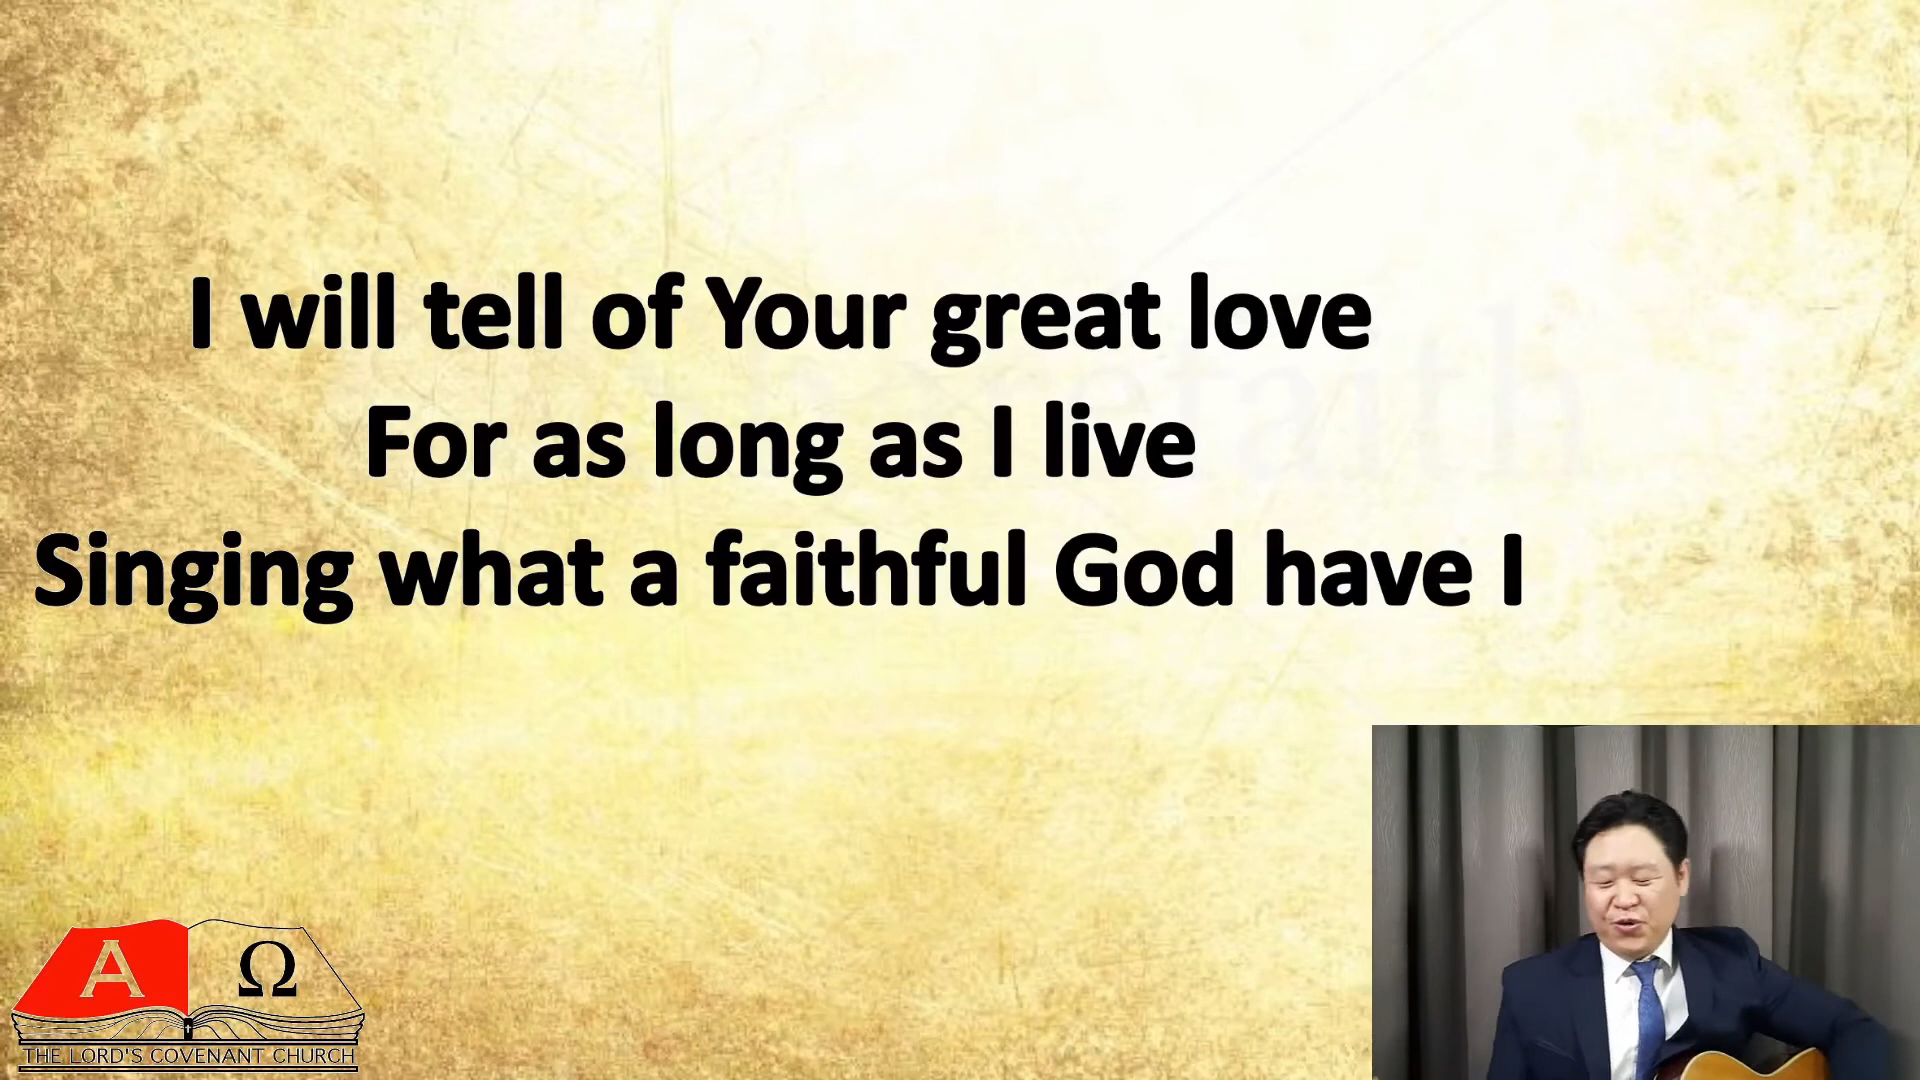 I will tell of Your great love
For as long as I live
Singing what a faithful God have I
Α Ω
THE LORD'S COVENANT CHURCH